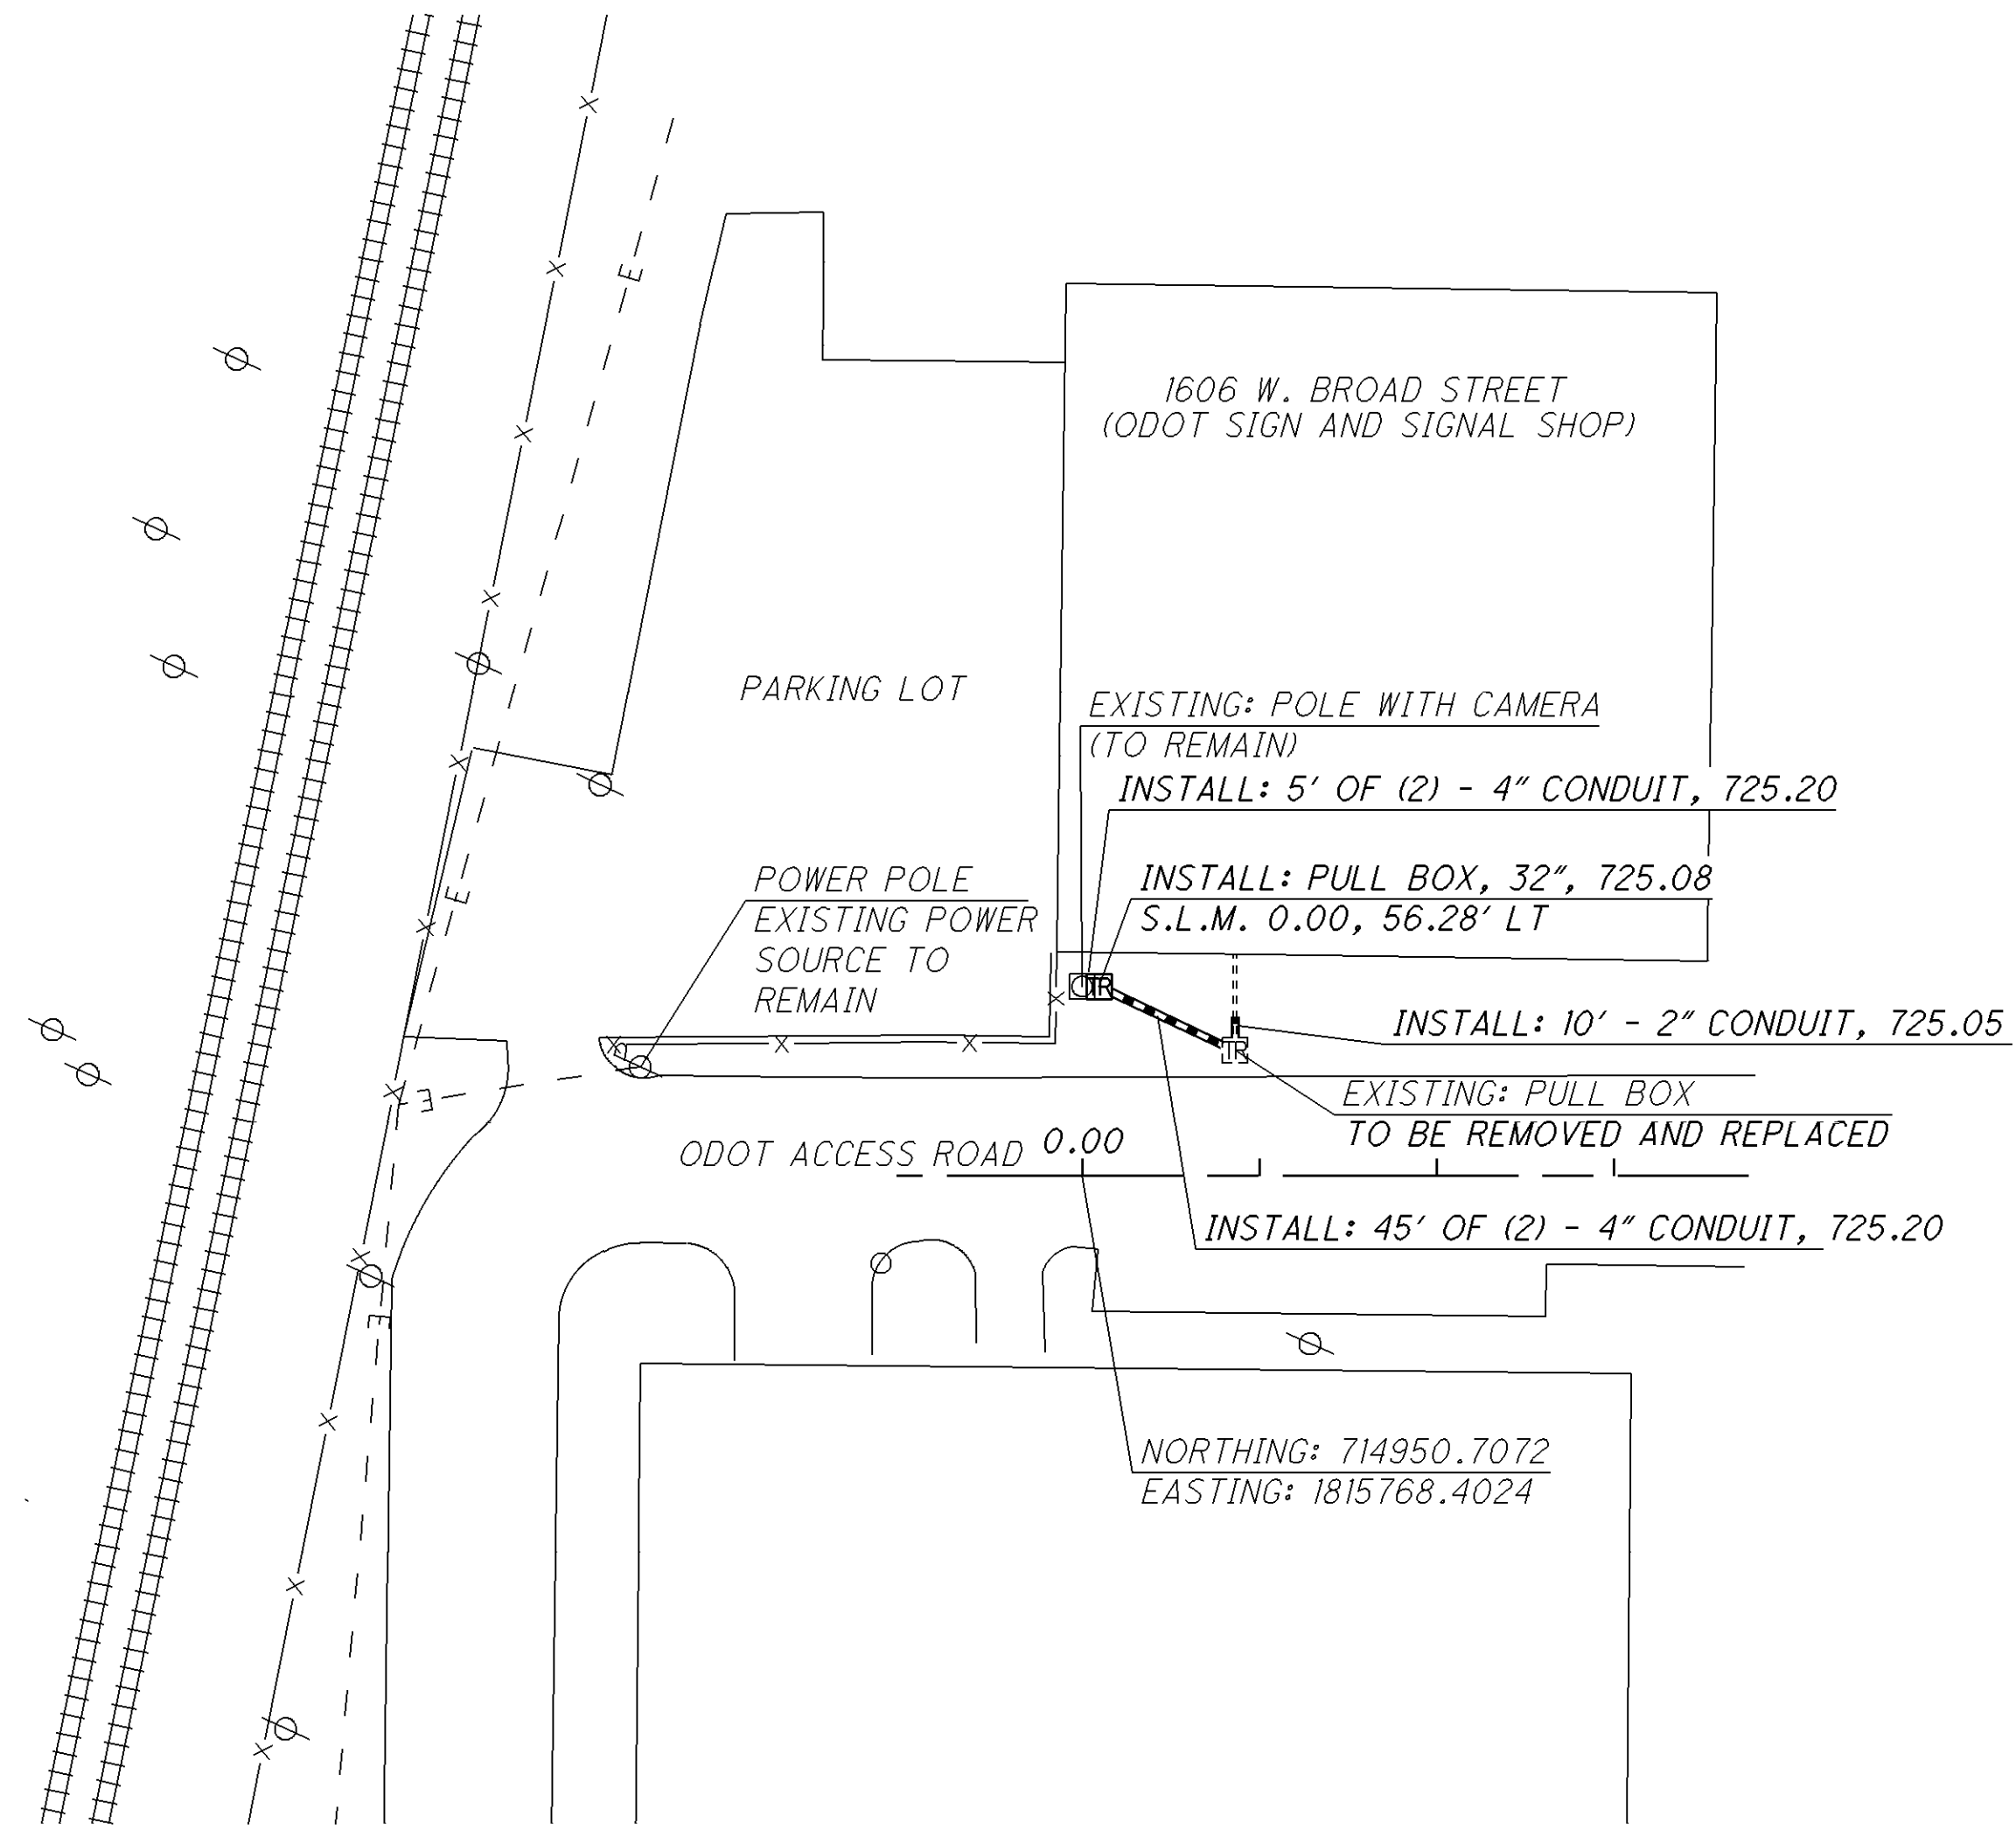 1606 W. BROAD STREET
(ODOT SIGN AND SIGNAL SHOP)
PARKING LOT
EXISTING: POLE WITH CAMERA
(TO REMAIN)
INSTALL: 5' OF (2) - 4" CONDUIT, 725.20
INSTALL: PULL BOX, 32", 725.08
S.L.M. 0.00, 56.28' LT
POWER POLE
EXISTING POWER
SOURCE TO
REMAIN
TR
INSTALL: 10' - 2" CONDUIT, 725.05
TR
EXISTING: PULL BOX
TO BE REMOVED AND REPLACED
ODOT ACCESS ROAD 0.00
INSTALL: 45' OF (2) - 4" CONDUIT, 725.20
NORTHING: 714950.7072
EASTING: 1815768.4024
E
E
E
E